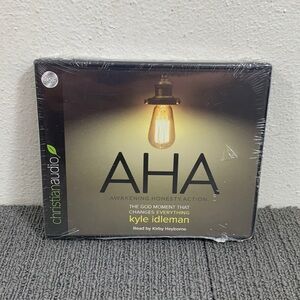 christianaudio
AHA
AWAKENING HONESTY ACTION
THE GOD MOMENT THAT
CHANGES EVERYTHING
kyle idleman
Read by Kirby Heyborne